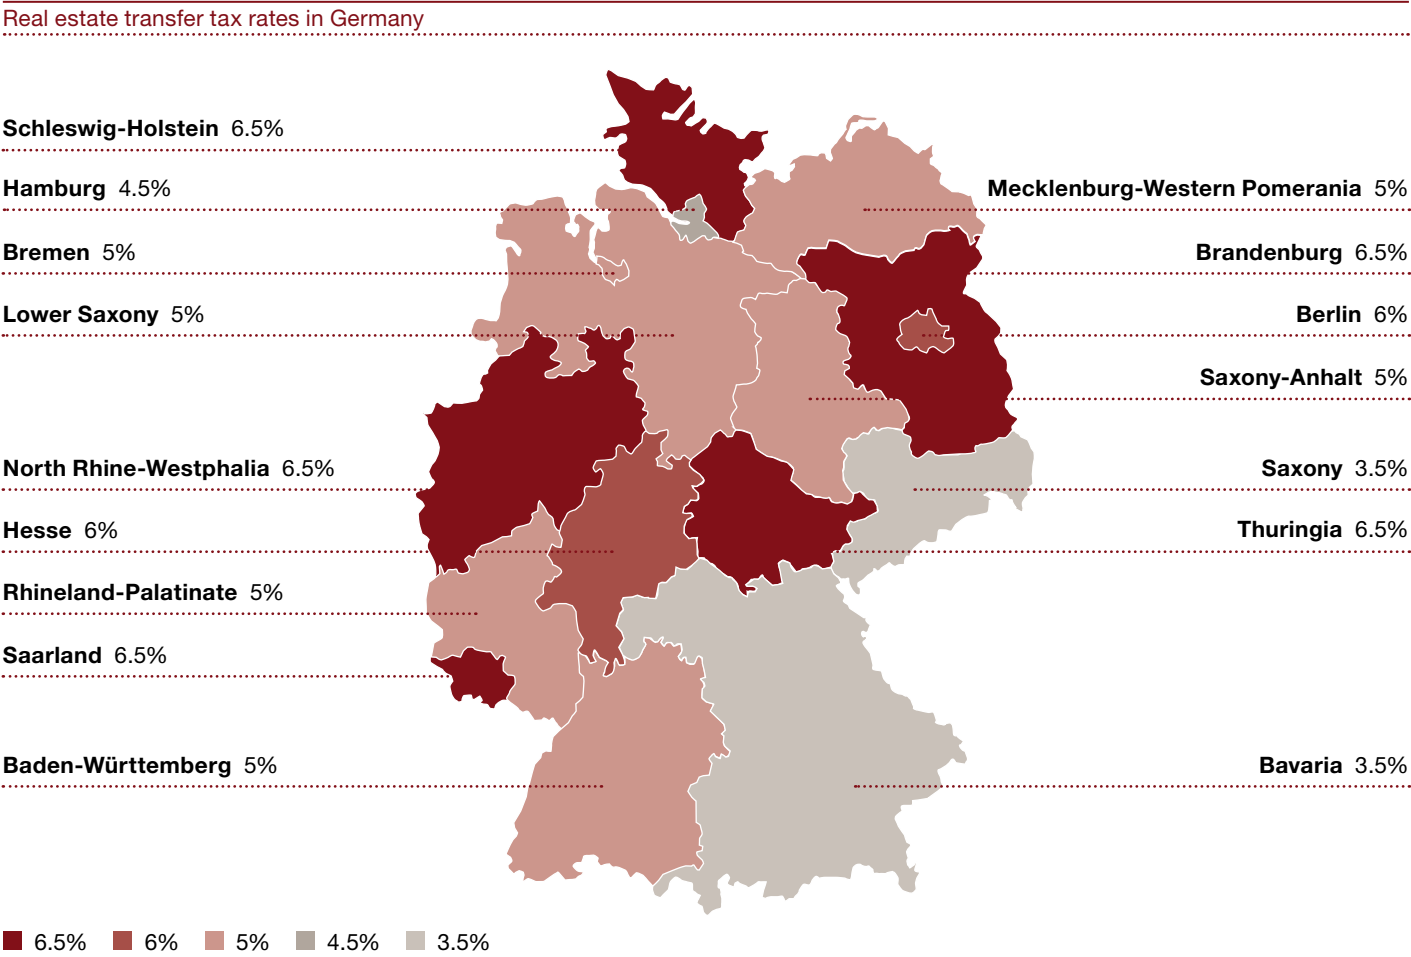 Real estate transfer tax rates in Germany
Schleswig-Holstein 6.5%
Hamburg 4.5%
Bremen 5%
Lower Saxony 5%
North Rhine-Westphalia 6.5%
Hesse 6%
Rhineland-Palatinate 5%
Saarland 6.5%
Baden-Württemberg 5%
Mecklenburg-Western Pomerania 5%
Brandenburg 6.5%
Berlin 6%
Saxony-Anhalt 5%
Saxony 3.5%
Thuringia 6.5%
Bavaria 3.5%
6.5% 6% 5% 4.5% 3.5%